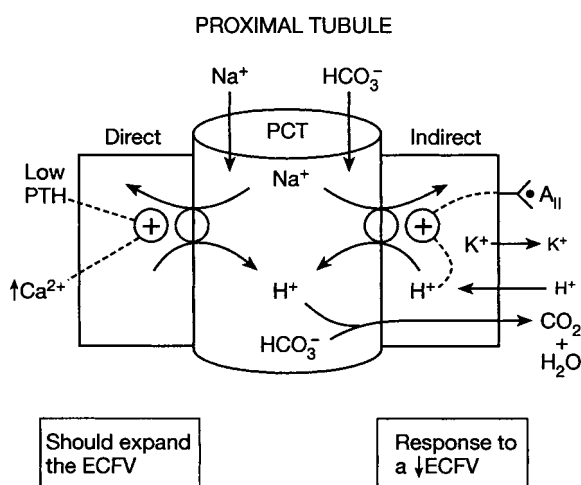 PROXIMAL TUBULE
Na⁺ HCO₃⁻
Direct PCT Indirect
Low
PTH
Na⁺
+ +
A_II
K⁺ K⁺
↑Ca²⁺
H⁺ H⁺ H⁺
HCO₃⁻
CO₂
+
H₂O
Should expand
the ECFV
Response to
a ↓ECFV